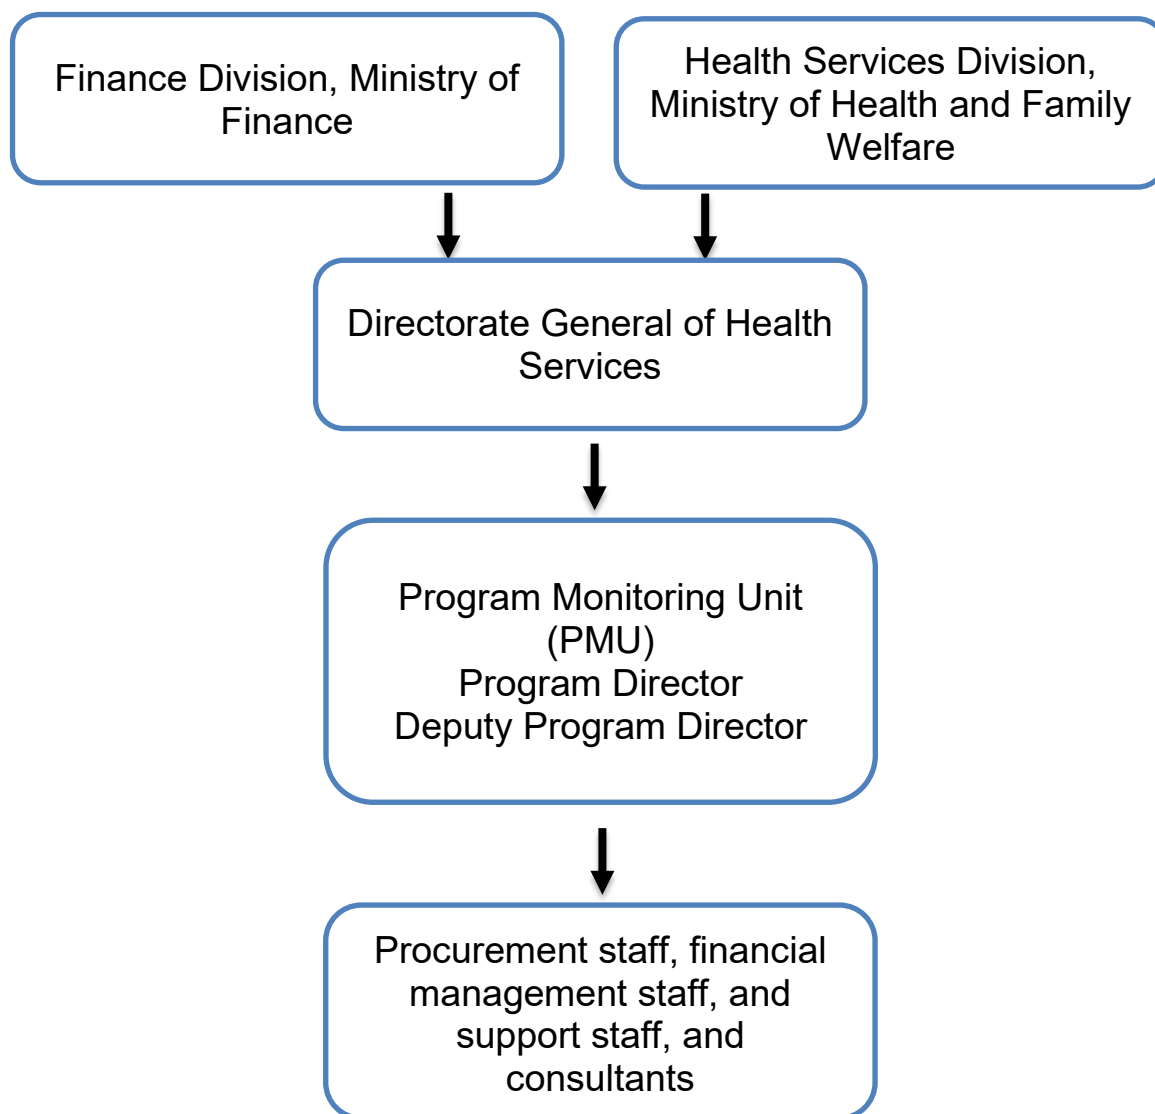 Finance Division, Ministry of
Finance
Health Services Division,
Ministry of Health and Family
Welfare
Directorate General of Health
Services
Program Monitoring Unit
(PMU)
Program Director
Deputy Program Director
Procurement staff, financial
management staff, and
support staff, and
consultants